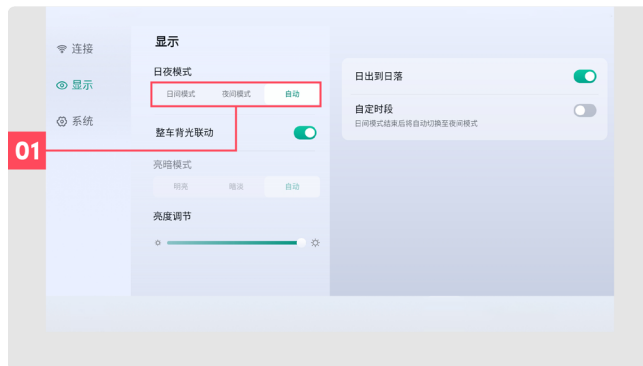 连接
显示
系统
01
显示
日夜模式
日间模式 夜间模式 自动
整车背光联动
亮暗模式
明亮 暗淡 自动
亮度调节
日出到日落
自定时段
日间模式结束后将自动切换至夜间模式